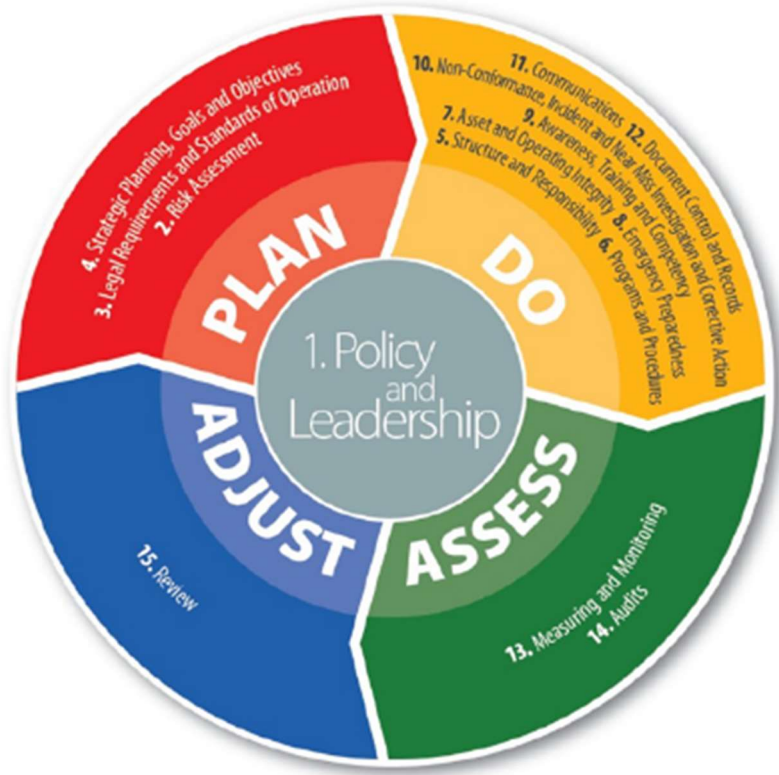 4. Strategic Planning, Goals and Objectives
3. Legal Requirements and Standards of Operation
2. Risk Assessment
PLAN
11. Communications
12. Document Control and Records
10. Non-Conformance, Incident and Near Miss Investigation and Corrective Action
9. Awareness, Training and Competency
7. Asset and Operating Integrity
8. Emergency Preparedness
5. Structure and Responsibility
6. Programs and Procedures
DO
1. Policy
and
Leadership
ADJUST
15. Review
ASSESS
13. Measuring and Monitoring
14. Audits